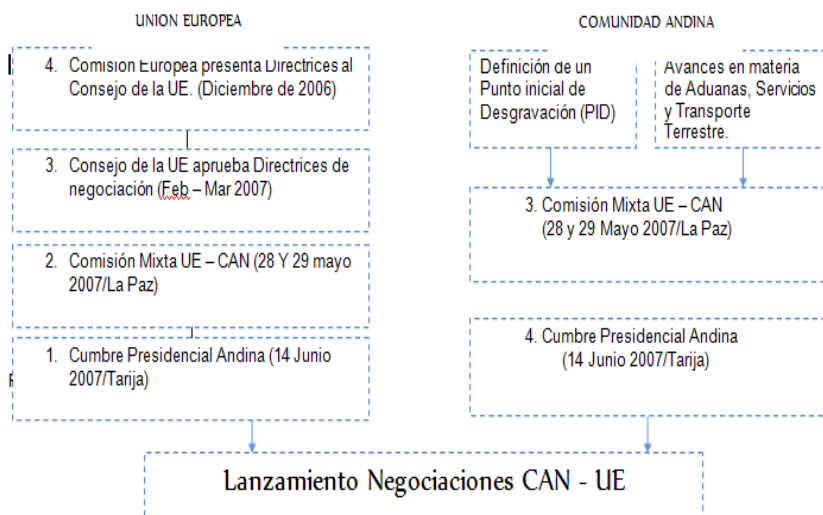 UNION EUROPEA
4. Comisión Europea presenta Directrices al
Consejo de la UE. (Diciembre de 2006)
3. Consejo de la UE aprueba Directrices de
negociación (Feb – Mar 2007)
2. Comisión Mixta UE – CAN (28 Y 29 mayo
2007/La Paz)
1. Cumbre Presidencial Andina (14 Junio
2007/Tarija)
COMUNIDAD ANDINA
Definición de un
Punto inicial de
Desgravación (PID)
Avances en materia
de Aduanas, Servicios
y Transporte
Terrestre.
3. Comisión Mixta UE – CAN
(28 y 29 Mayo 2007/La Paz)
4. Cumbre Presidencial Andina
(14 Junio 2007/Tarija)
Lanzamiento Negociaciones CAN - UE